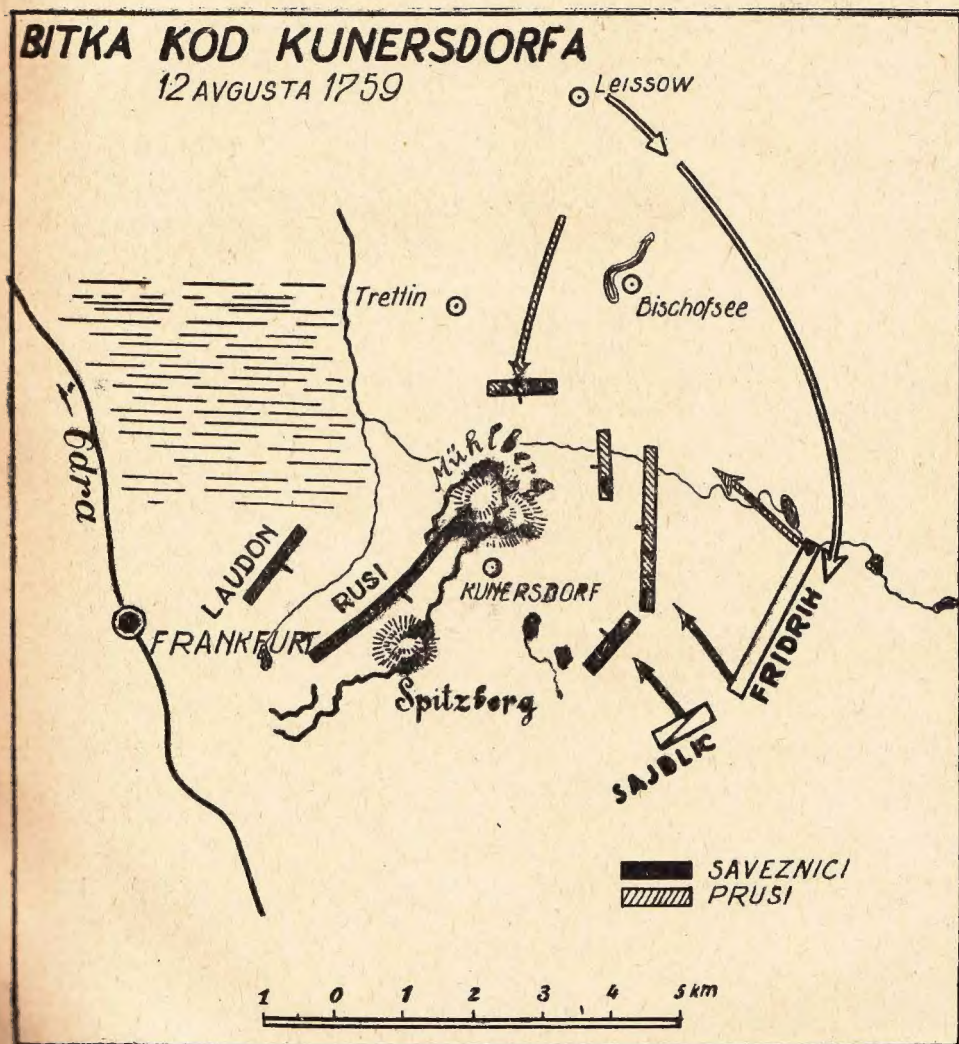 BITKA KOD KUNERSDORFA
12 AVGUSTA 1759
Leissow
Trettin
Bischofsee
Odra
Mühlberg
LAUDON
RUSI
KUNERSDORF
FRANKFURT
Spitzberg
FRIDRIH
SAJDLIC
SAVEZNICI
PRUSI
1 0 1 2 3 4 5 km